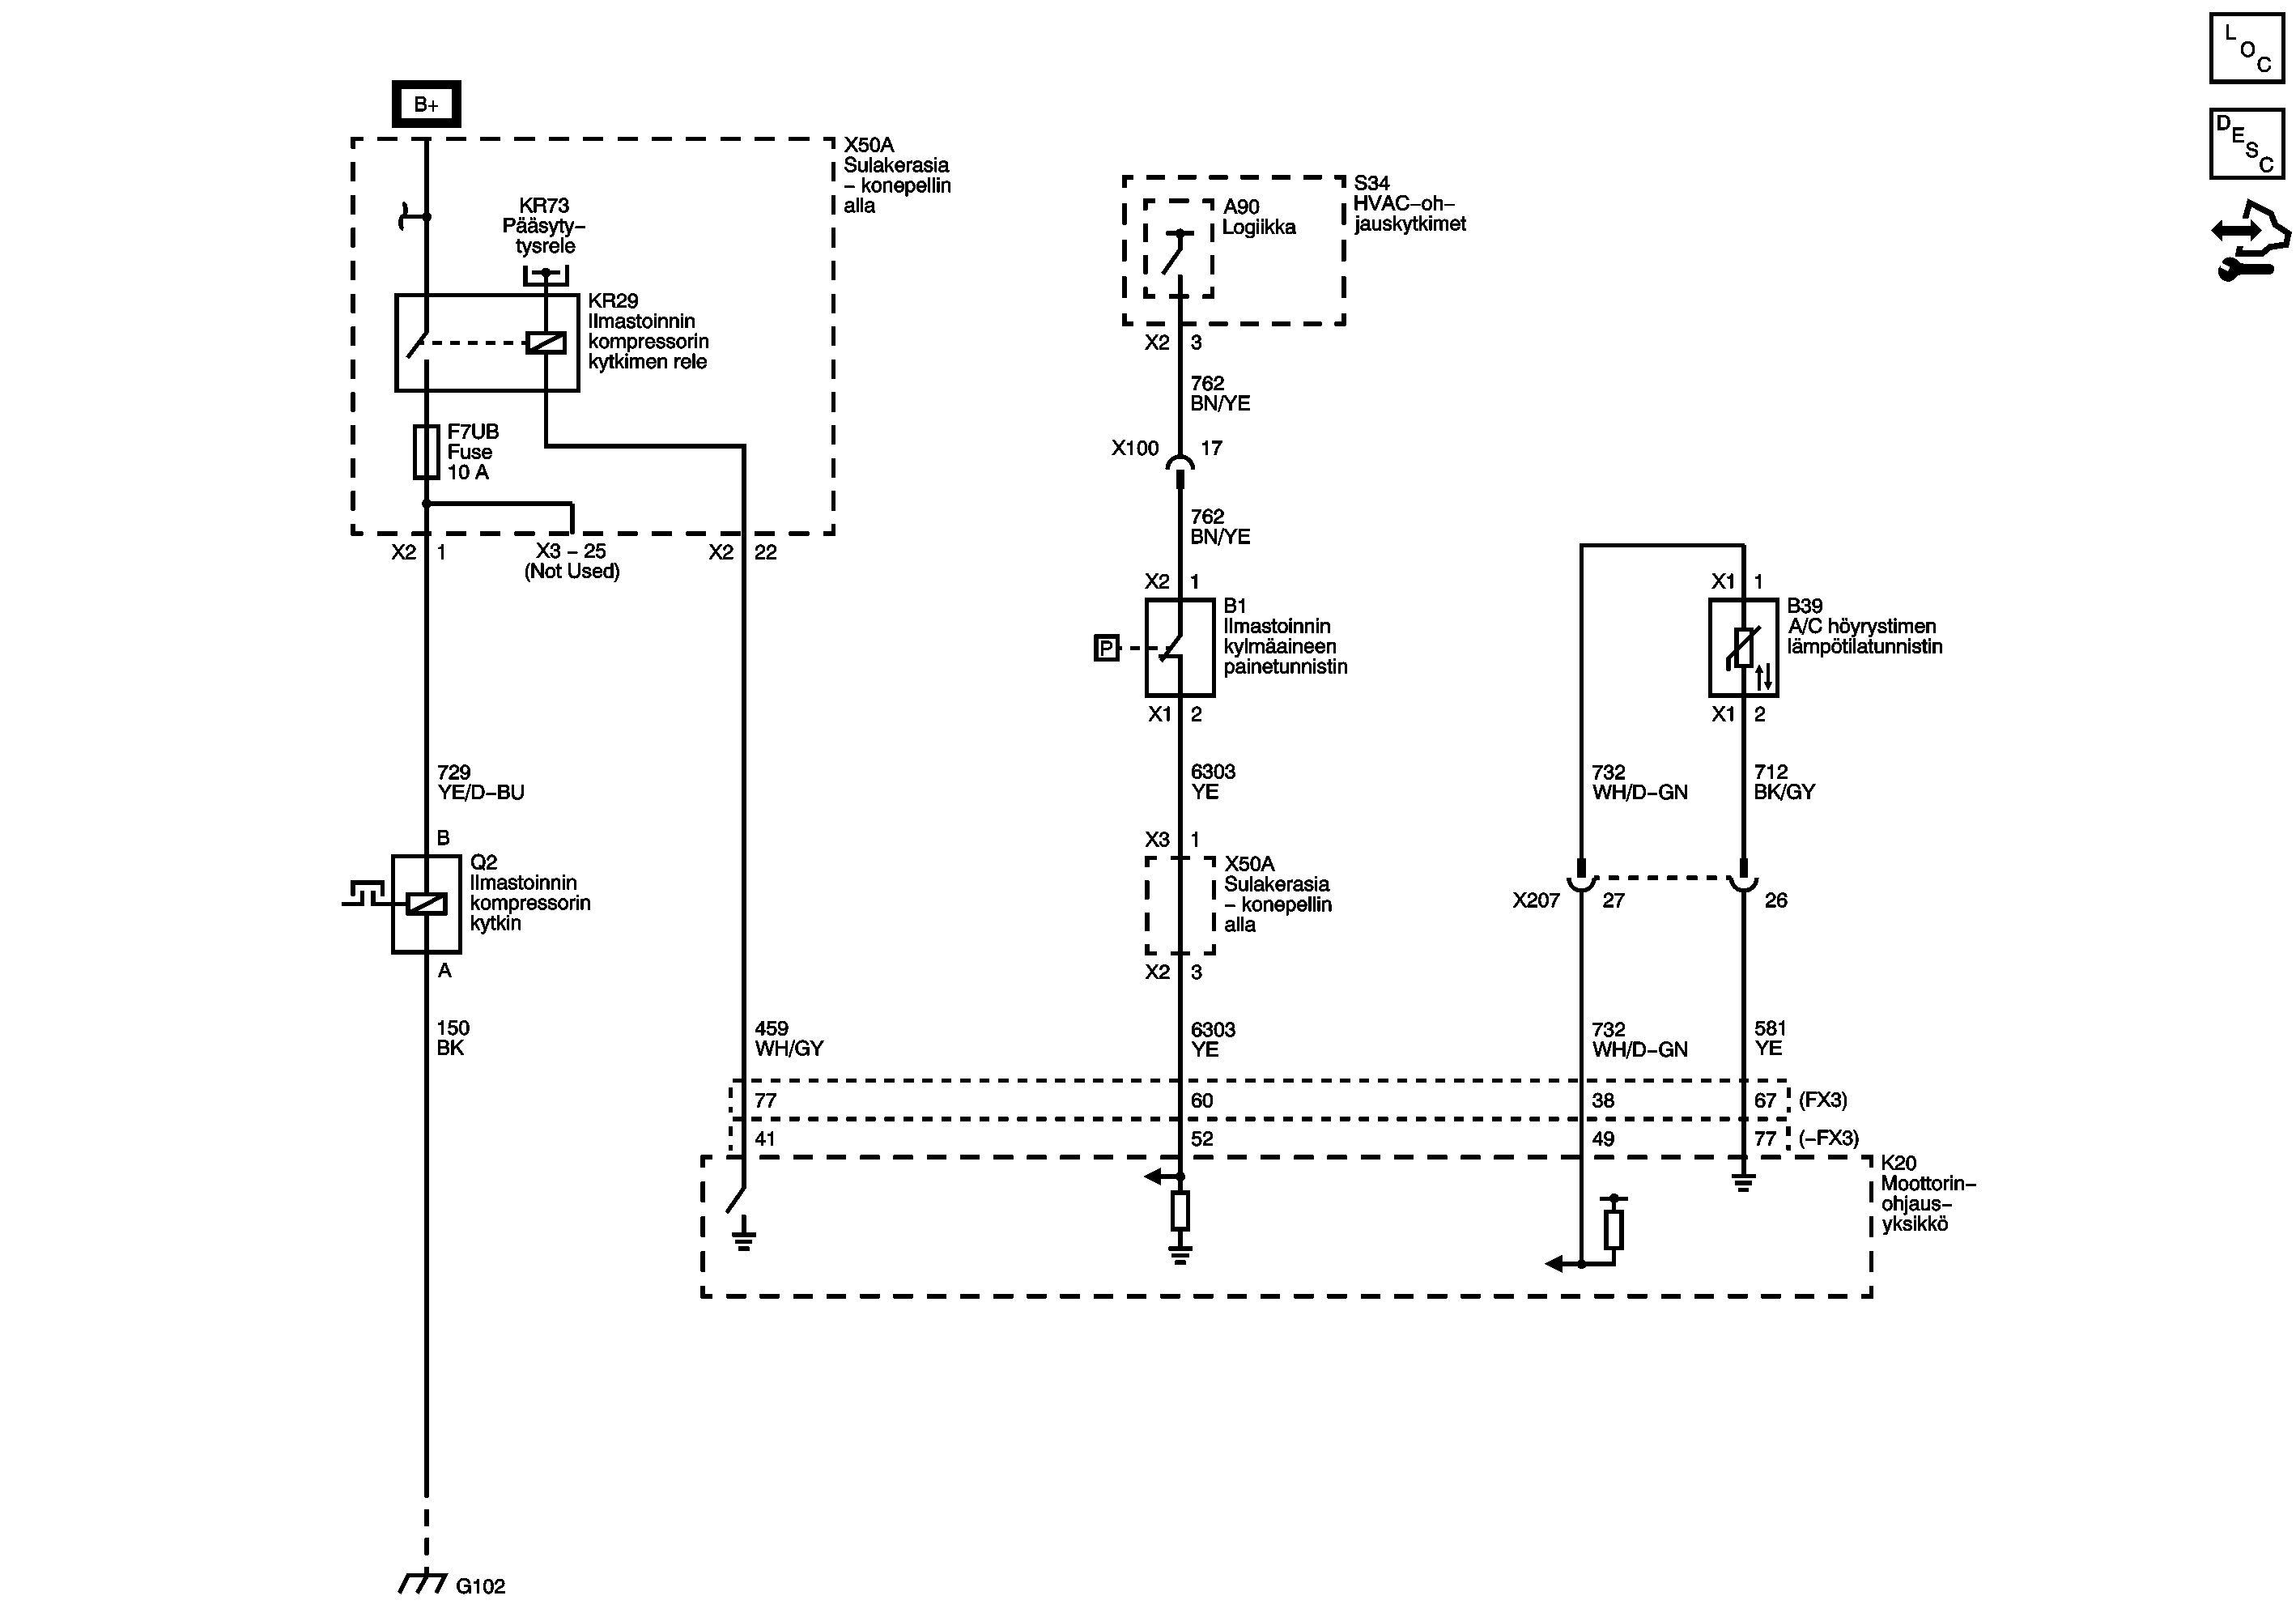 L
O
C
D
E
S
C
B+
X50A
Sulakerasia
– konepellin
alla
KR73
Pääsyty–
tysrele
KR29
Ilmastoinnin
kompressorin
kytkimen rele
F7UB
Fuse
10 A
X2 1
X3 – 25
(Not Used)
X2 22
729
YE/D–BU
B
Q2
Ilmastoinnin
kompressorin
kytkin
A
150
BK
G102
459
WH/GY
S34
HVAC–oh–
jauskytkimet
A90
Logiikka
X2 3
762
BN/YE
X100 17
762
BN/YE
X2 1
B1
Ilmastoinnin
kylmäaineen
painetunnistin
P
X1 2
6303
YE
X3 1
X50A
Sulakerasia
– konepellin
alla
X2 3
6303
YE
X1 1
B39
A/C höyrystimen
lämpötilatunnistin
X1 2
732
WH/D–GN
712
BK/GY
X207 27 26
732
WH/D–GN
581
YE
77 60 38 67 (FX3)
41 52 49 77 (–FX3)
K20
Moottorin–
ohjaus–
yksikkö